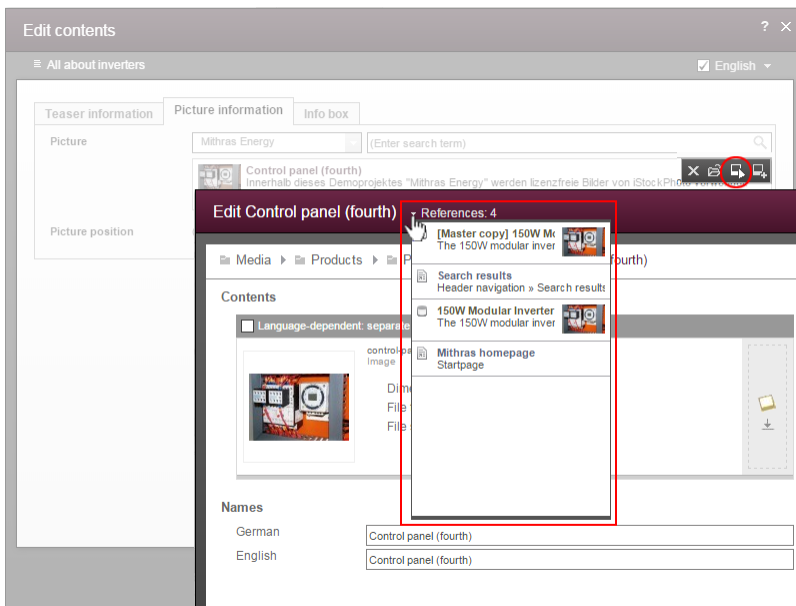 Edit contents
?
All about inverters
English
Teaser information
Picture information
Info box
Picture
Mithras Energy
(Enter search term)
Control panel (fourth)
Innerhalb dieses Demoprojektes "Mithras Energy" werden lizenzfreie Bilder von iStockPhoto
Picture position
Edit Control panel (fourth)
References: 4
[Master copy] 150W Mo
The 150W modular inver
Media
Products
P
fourth)
Search results
Header navigation » Search results
Contents
Language-dependent: separate
150W Modular Inverter
The 150W modular inver
control-pa
Image
Mithras homepage
Startpage
Dime
File
File
Names
German
Control panel (fourth)
English
Control panel (fourth)